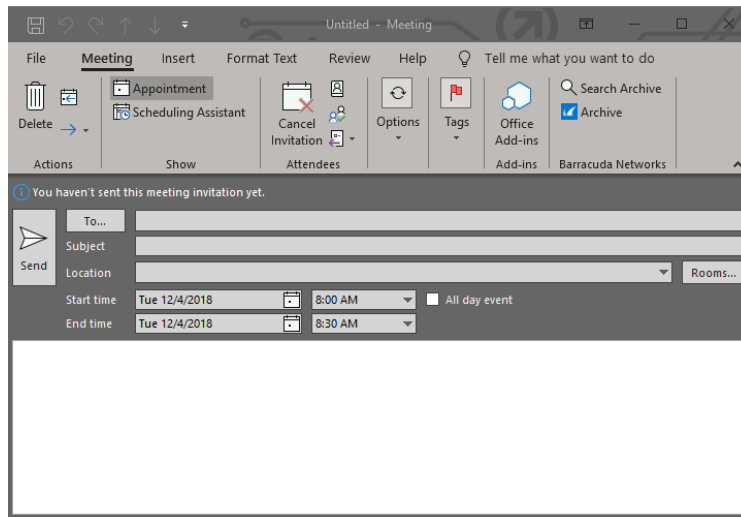 Untitled - Meeting
File Meeting Insert Format Text Review Help Tell me what you want to do
Delete
Appointment
Scheduling Assistant
Cancel Invitation
Options
Tags
Office Add-ins
Search Archive
Archive
Actions Show Attendees Add-ins Barracuda Networks
You haven't sent this meeting invitation yet.
Send
To...
Subject
Location Rooms...
Start time Tue 12/4/2018 8:00 AM All day event
End time Tue 12/4/2018 8:30 AM